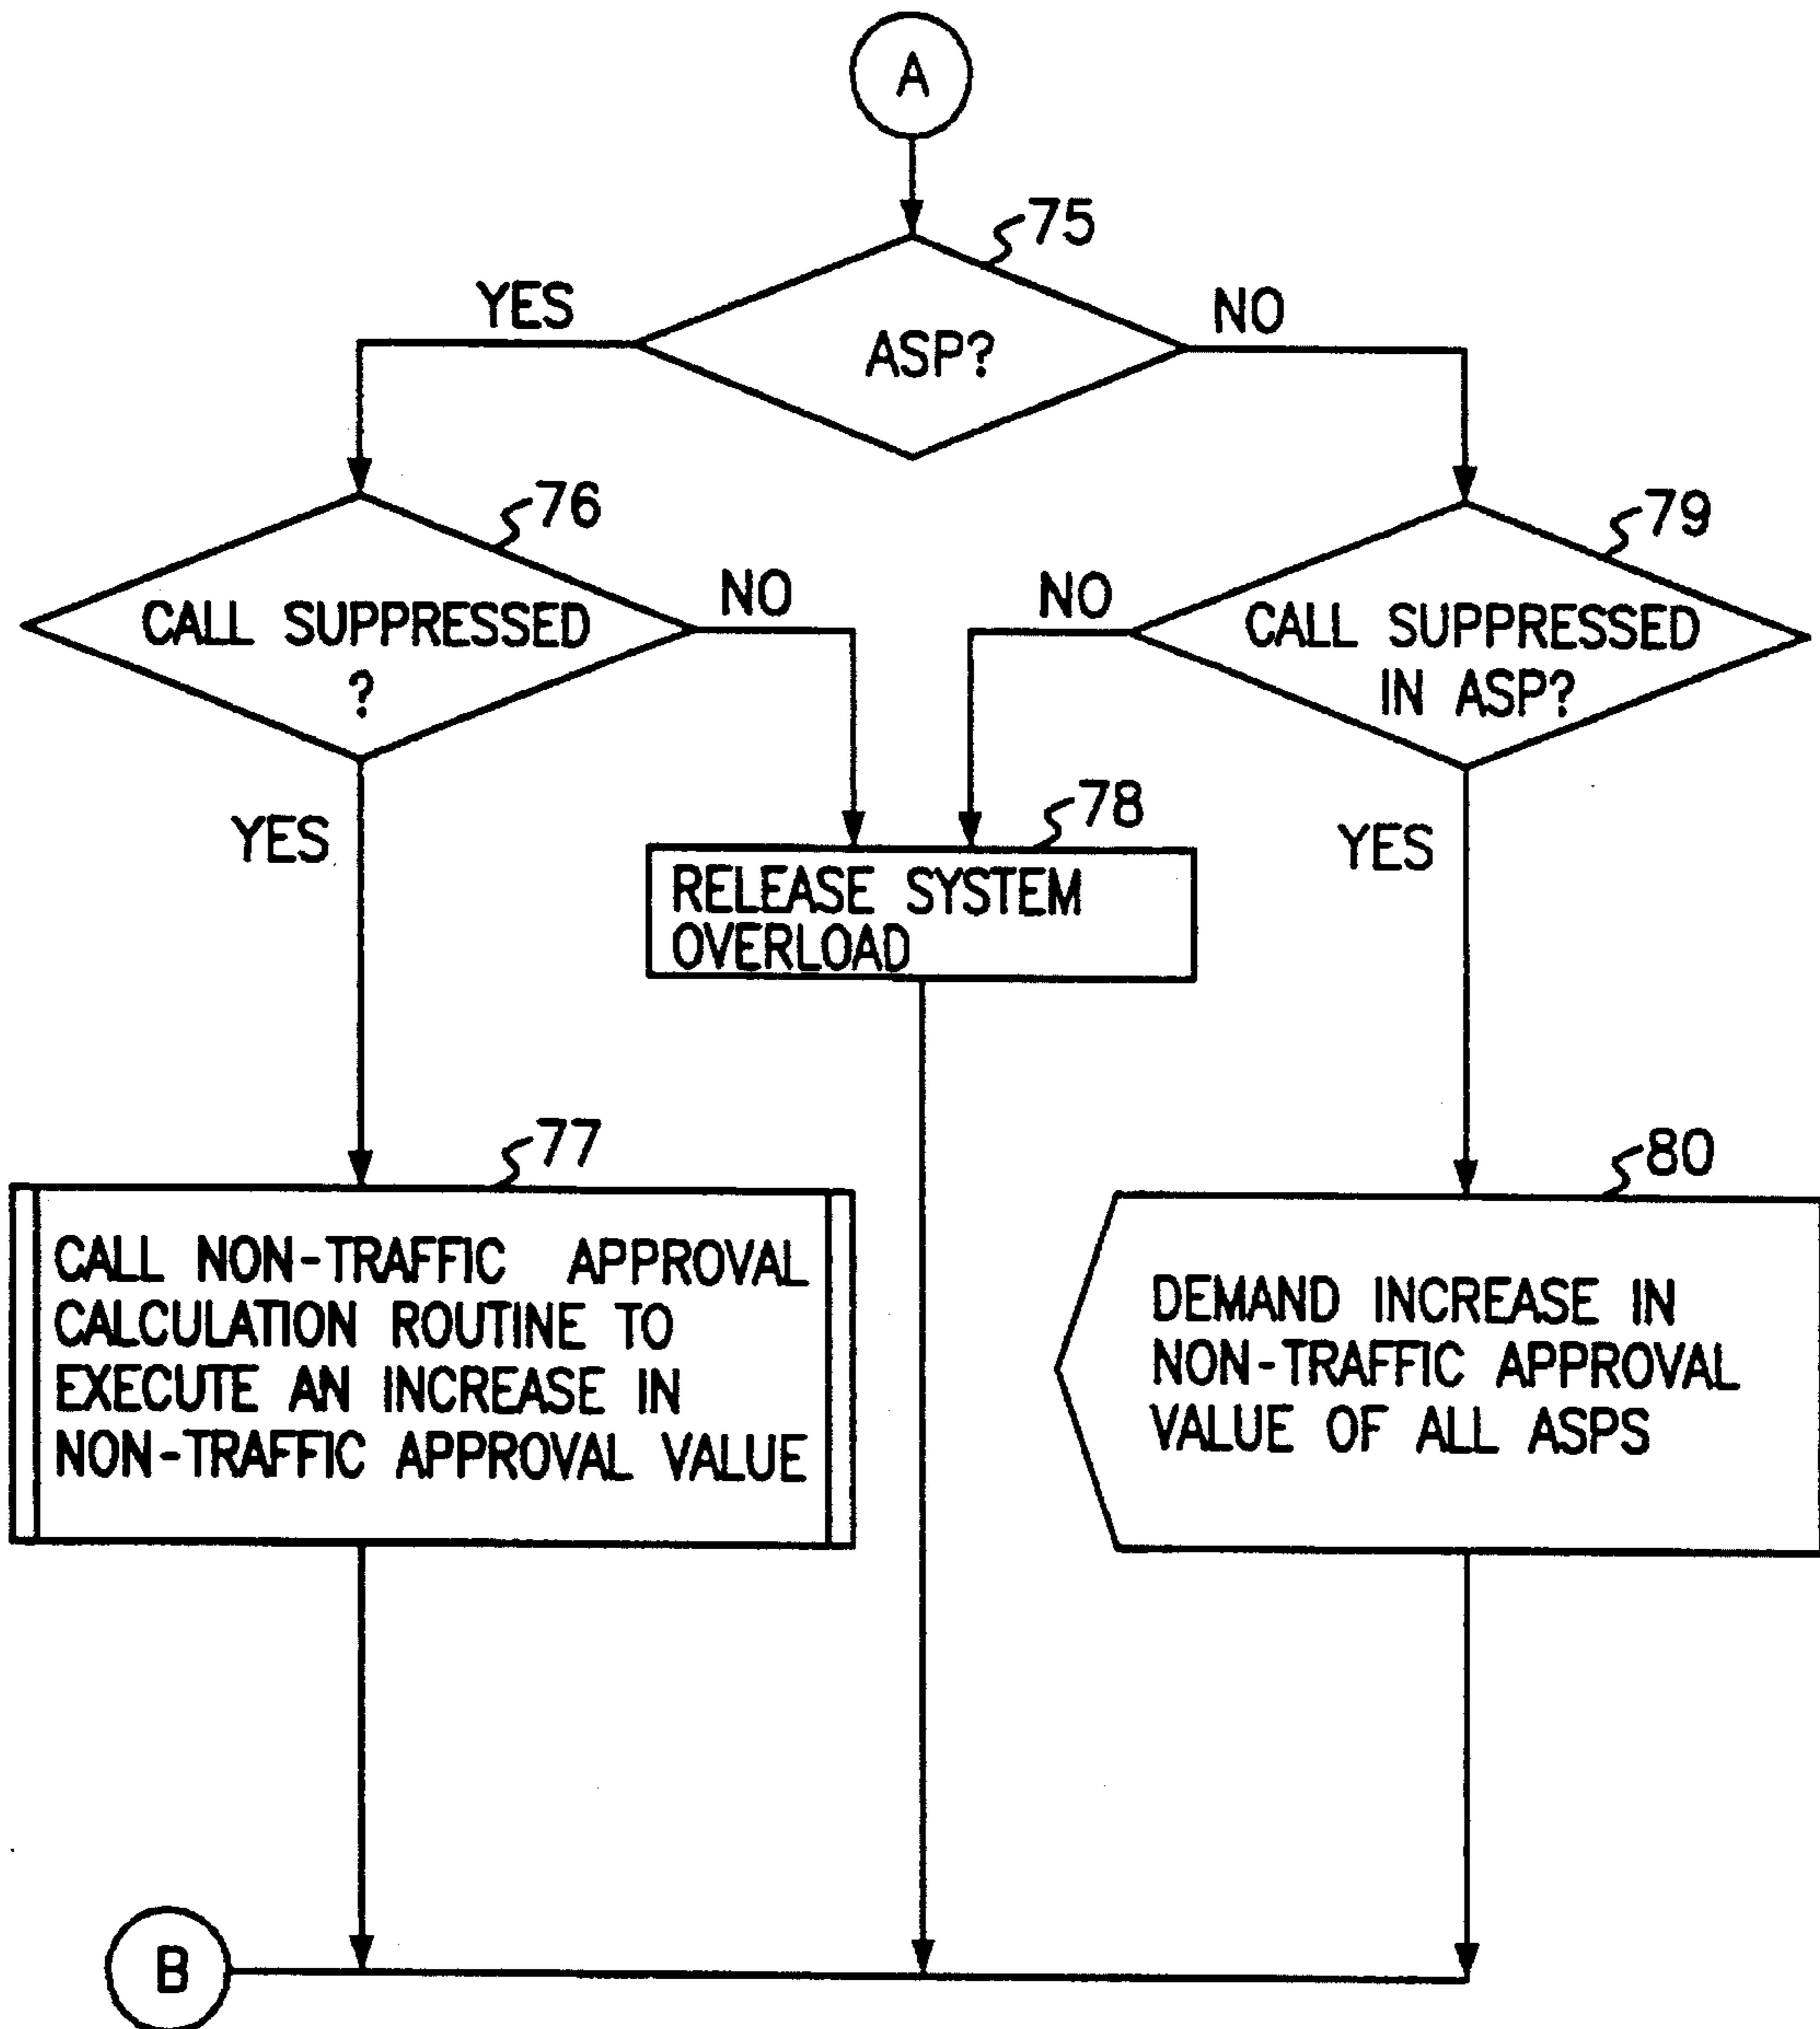 A
75
YES
NO
ASP?
76
79
NO
NO
CALL SUPPRESSED
?
CALL SUPPRESSED
IN ASP?
78
YES
YES
RELEASE SYSTEM
OVERLOAD
77
80
CALL NON-TRAFFIC APPROVAL
CALCULATION ROUTINE TO
EXECUTE AN INCREASE IN
NON-TRAFFIC APPROVAL VALUE
DEMAND INCREASE IN
NON-TRAFFIC APPROVAL
VALUE OF ALL ASPS
B